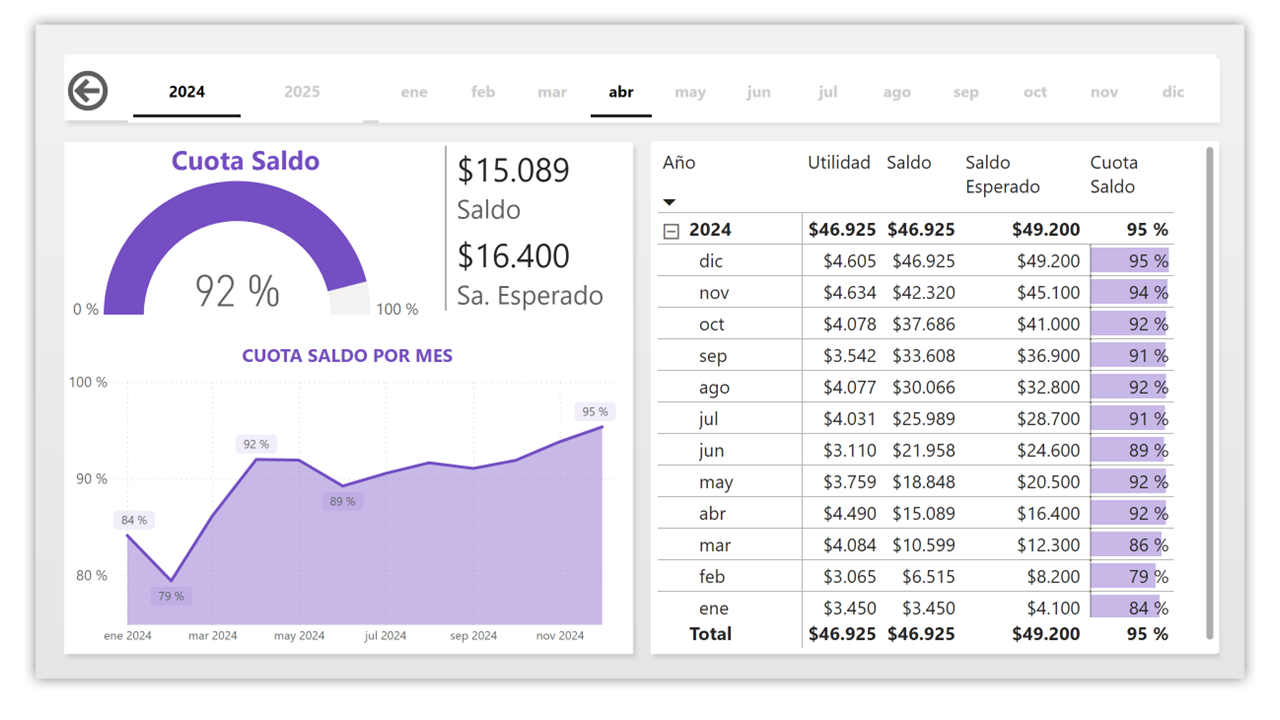 2024 2025 ene feb mar abr may jun jul ago sep oct nov dic
Cuota Saldo
92 %
0 % 100 %
$15.089
Saldo
$16.400
Sa. Esperado
CUOTA SALDO POR MES
100 %
90 %
80 %
84 %
79 %
92 %
89 %
95 %
ene 2024 mar 2024 may 2024 jul 2024 sep 2024 nov 2024
Año Utilidad Saldo Saldo Esperado Cuota Saldo
2024 $46.925 $46.925 $49.200 95 %
dic $4.605 $46.925 $49.200 95 %
nov $4.634 $42.320 $45.100 94 %
oct $4.078 $37.686 $41.000 92 %
sep $3.542 $33.608 $36.900 91 %
ago $4.077 $30.066 $32.800 92 %
jul $4.031 $25.989 $28.700 91 %
jun $3.110 $21.958 $24.600 89 %
may $3.759 $18.848 $20.500 92 %
abr $4.490 $15.089 $16.400 92 %
mar $4.084 $10.599 $12.300 86 %
feb $3.065 $6.515 $8.200 79 %
ene $3.450 $3.450 $4.100 84 %
Total $46.925 $46.925 $49.200 95 %